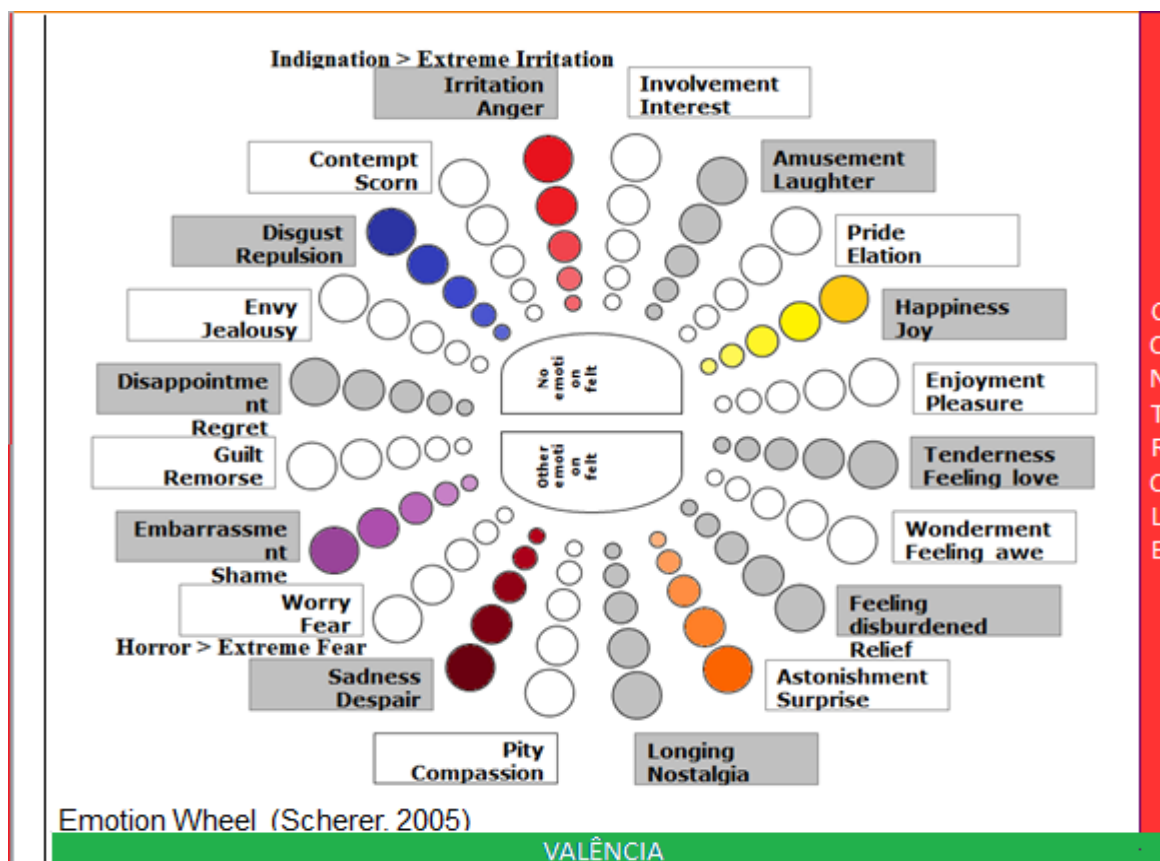 Indignation > Extreme Irritation
Irritation
Anger
Involvement
Interest
Contempt
Scorn
Amusement
Laughter
Disgust
Repulsion
Pride
Elation
Envy
Jealousy
Happiness
Joy
Disappointme
nt
Regret
Enjoyment
Pleasure
No
emoti
on
felt
Other
emoti
on
felt
Guilt
Remorse
Tenderness
Feeling love
Embarrassme
nt
Shame
Wonderment
Feeling awe
Worry
Fear
Horror > Extreme Fear
Feeling
disburdened
Relief
Sadness
Despair
Astonishment
Surprise
Pity
Compassion
Longing
Nostalgia
Emotion Wheel (Scherer, 2005)
VALÊNCIA
C
O
N
T
R
O
L
E